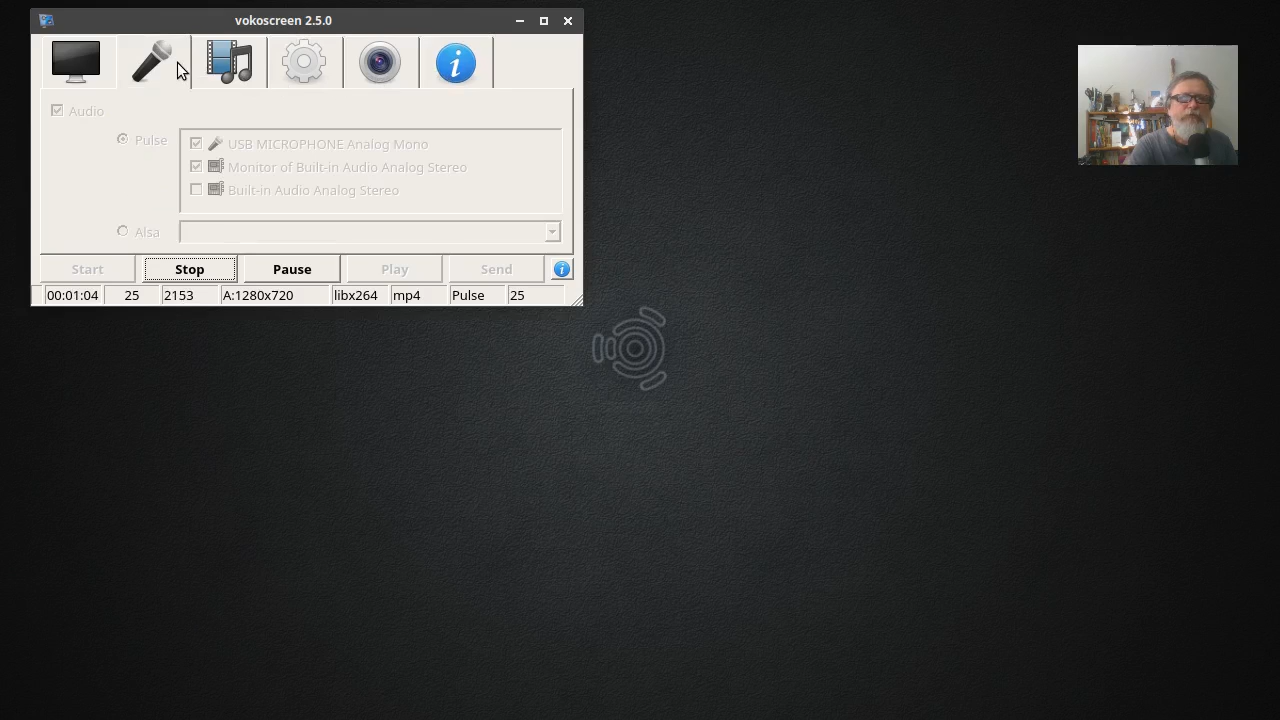 vokoscreen 2.5.0
Audio
Pulse
USB MICROPHONE Analog Mono
Monitor of Built-in Audio Analog Stereo
Built-in Audio Analog Stereo
Alsa
Start Stop Pause Play Send
00:01:04 25 2153 A:1280x720 libx264 mp4 Pulse 25